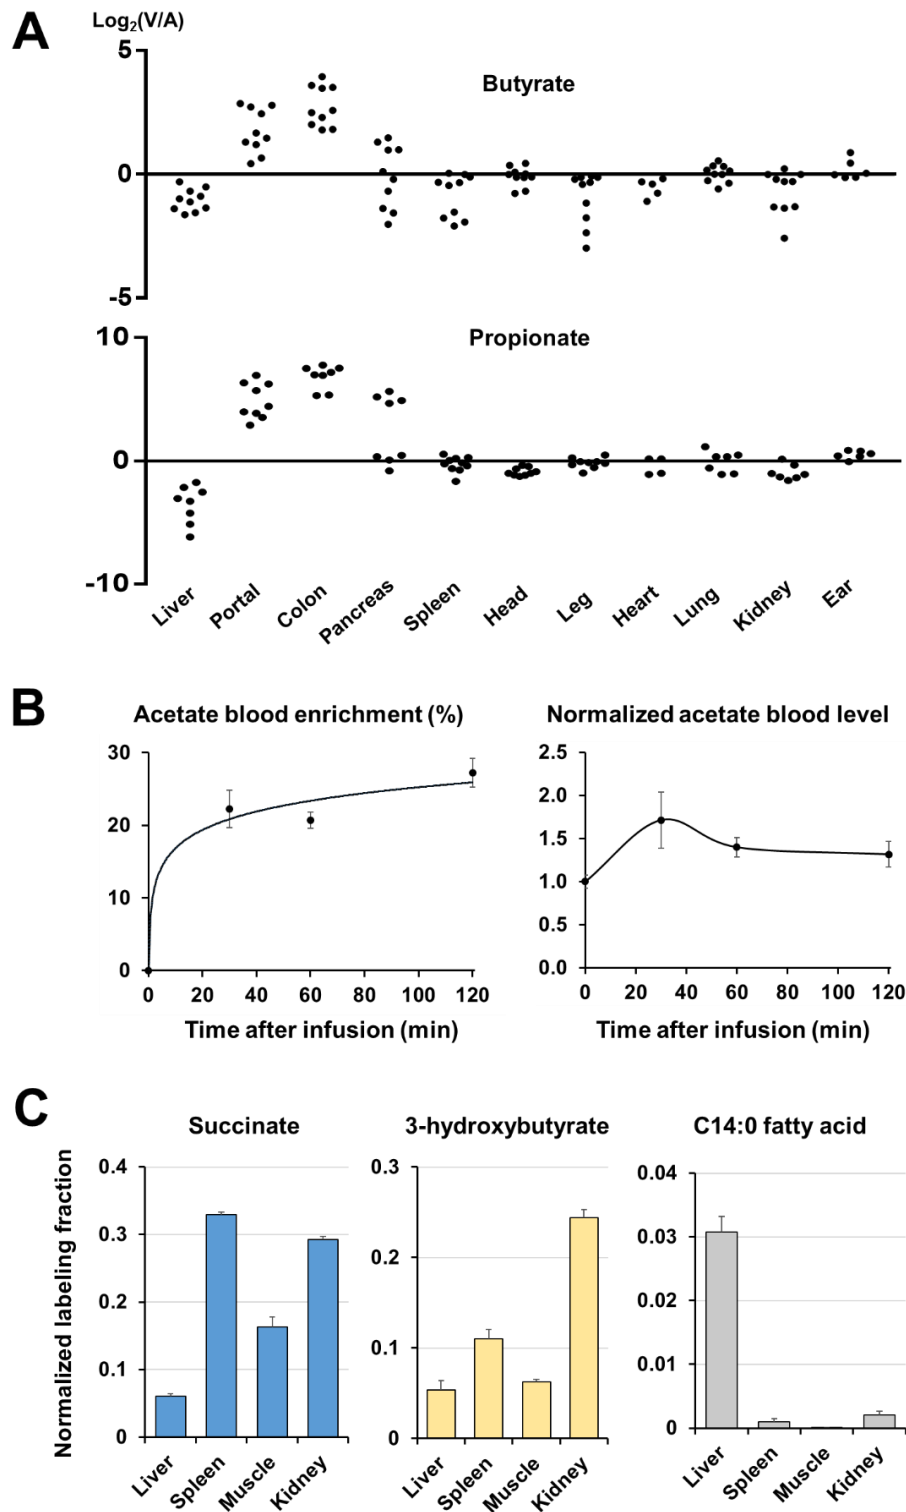 A
Log₂(V/A)
5
Butyrate
0
-5
10
Propionate
0
-10
Liver Portal Colon Pancreas Spleen Head Leg Heart Lung Kidney Ear
B
Acetate blood enrichment (%)
30
20
10
0
0 20 40 60 80 100 120
Time after infusion (min)
Normalized acetate blood level
2.5
2.0
1.5
1.0
0.5
0.0
0 20 40 60 80 100 120
Time after infusion (min)
C
Normalized labeling fraction
Succinate
0.4
0.3
0.2
0.1
0
Liver Spleen Muscle Kidney
3-hydroxybutyrate
0.3
0.2
0.1
0
Liver Spleen Muscle Kidney
C14:0 fatty acid
0.04
0.03
0.02
0.01
0
Liver Spleen Muscle Kidney